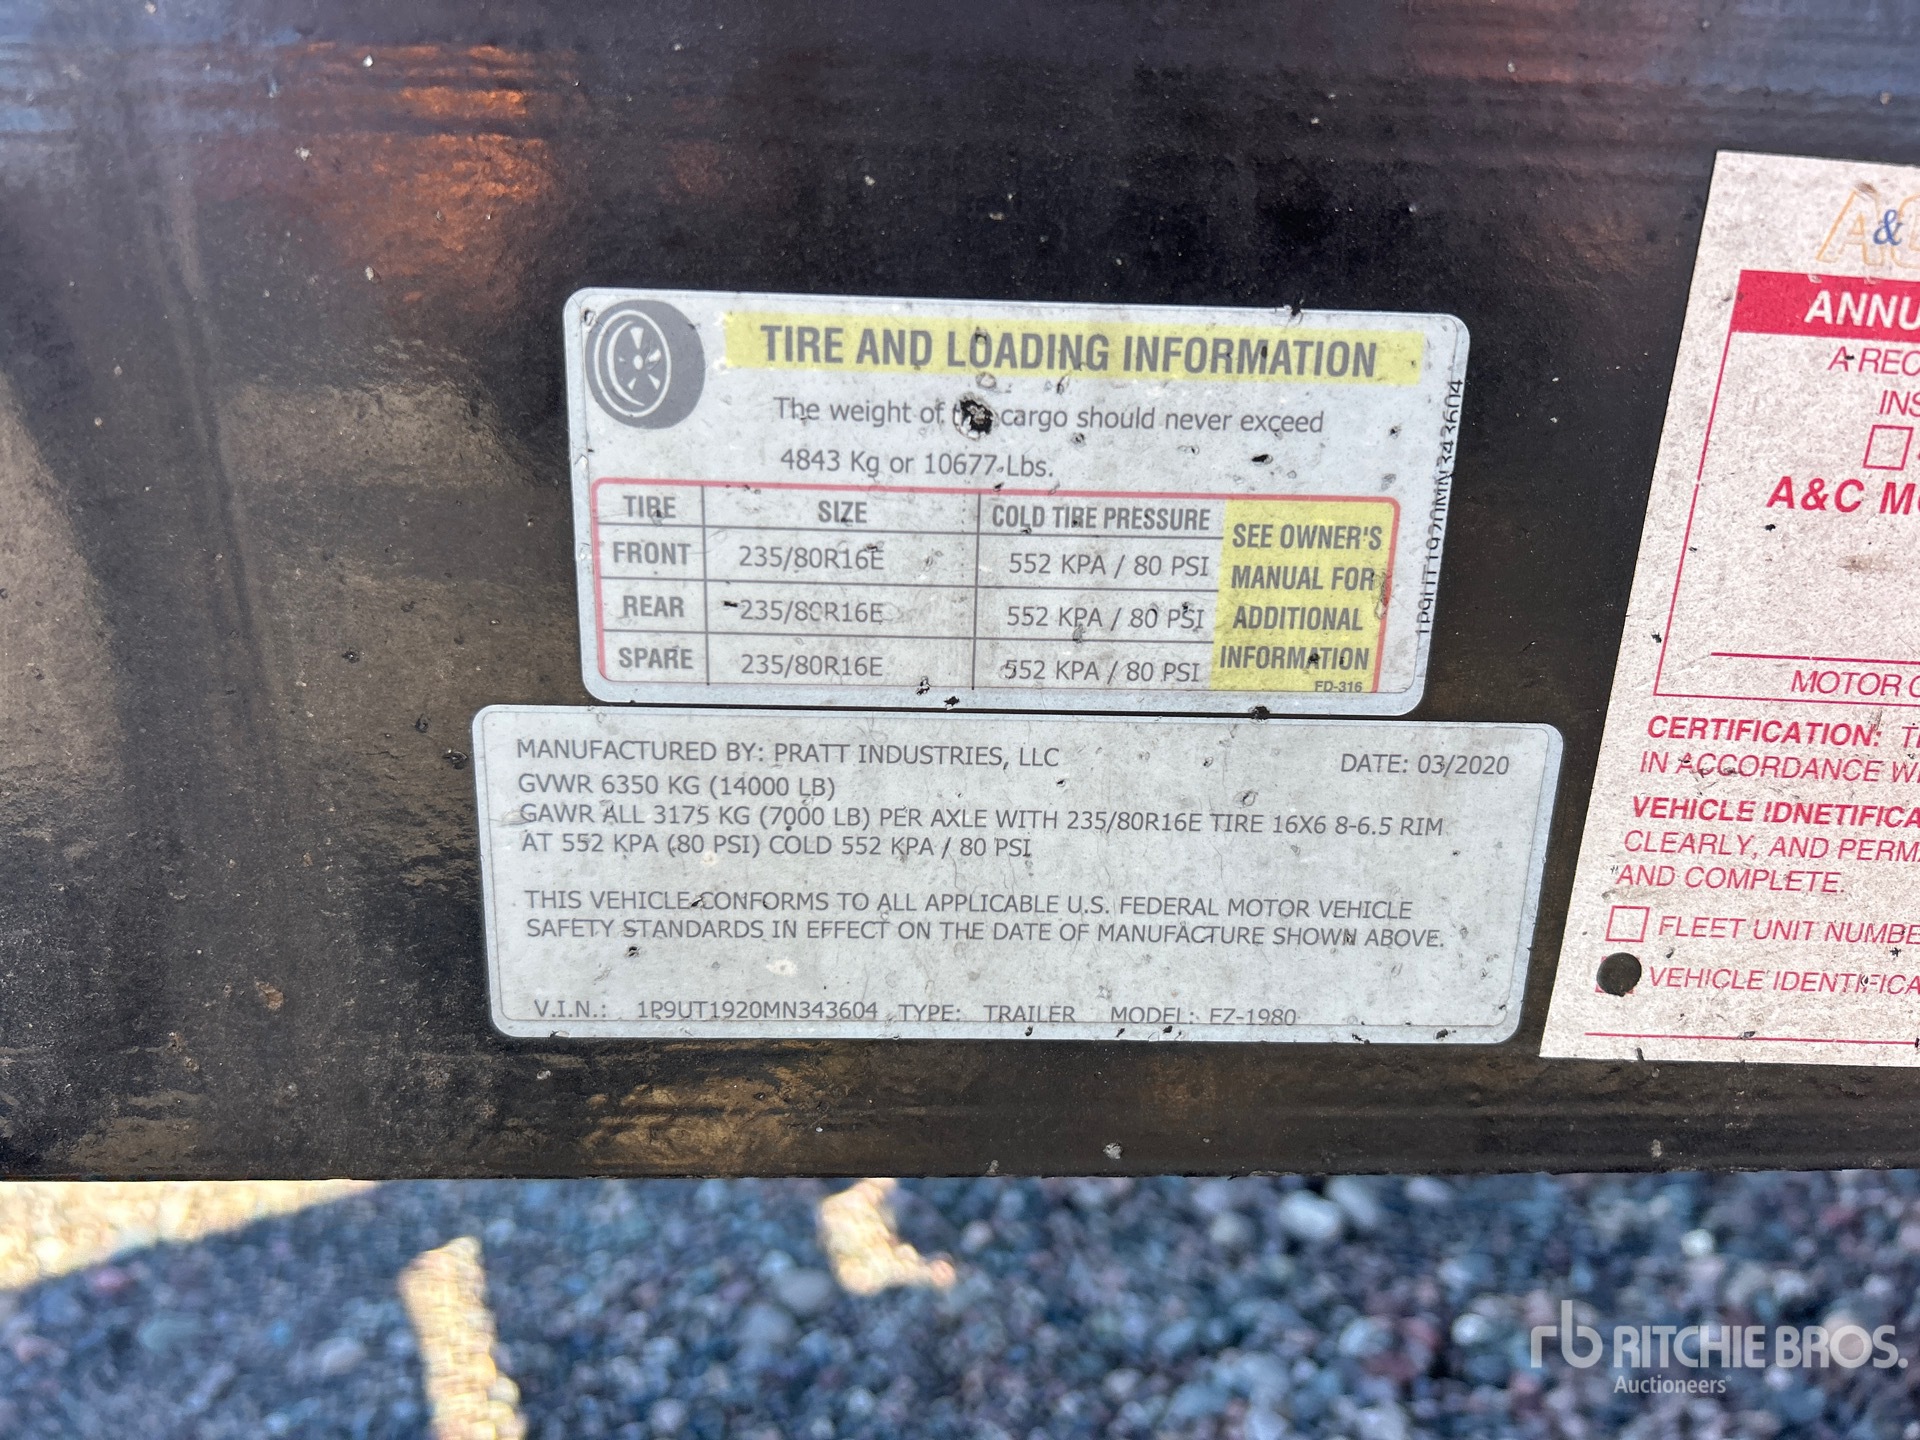 TIRE AND LOADING INFORMATION
The weight of cargo should never exceed
4843 Kg or 10677 Lbs.
TIRE SIZE COLD TIRE PRESSURE
FRONT 235/80R16E 552 KPA / 80 PSI
REAR 235/80R16E 552 KPA / 80 PSI
SPARE 235/80R16E 552 KPA / 80 PSI
SEE OWNER'S
MANUAL FOR
ADDITIONAL
INFORMATION
FD-316
1P9UT1920MN343604
MANUFACTURED BY: PRATT INDUSTRIES, LLC DATE: 03/2020
GVWR 6350 KG (14000 LB)
GAWR ALL 3175 KG (7000 LB) PER AXLE WITH 235/80R16E TIRE 16X6 8-6.5 RIM
AT 552 KPA (80 PSI) COLD 552 KPA / 80 PSI
THIS VEHICLE CONFORMS TO ALL APPLICABLE U.S. FEDERAL MOTOR VEHICLE
SAFETY STANDARDS IN EFFECT ON THE DATE OF MANUFACTURE SHOWN ABOVE.
V.I.N.: 1P9UT1920MN343604 TYPE: TRAILER MODEL: EZ-1980
A&
ANNU
A REC
INS
A&C M
MOTOR
CERTIFICATION: T
IN ACCORDANCE W
VEHICLE IDNETIFICA
CLEARLY, AND PERM
AND COMPLETE.
FLEET UNIT NUMBE
VEHICLE IDENTIFICA
rb RITCHIE BROS.
Auctioneers